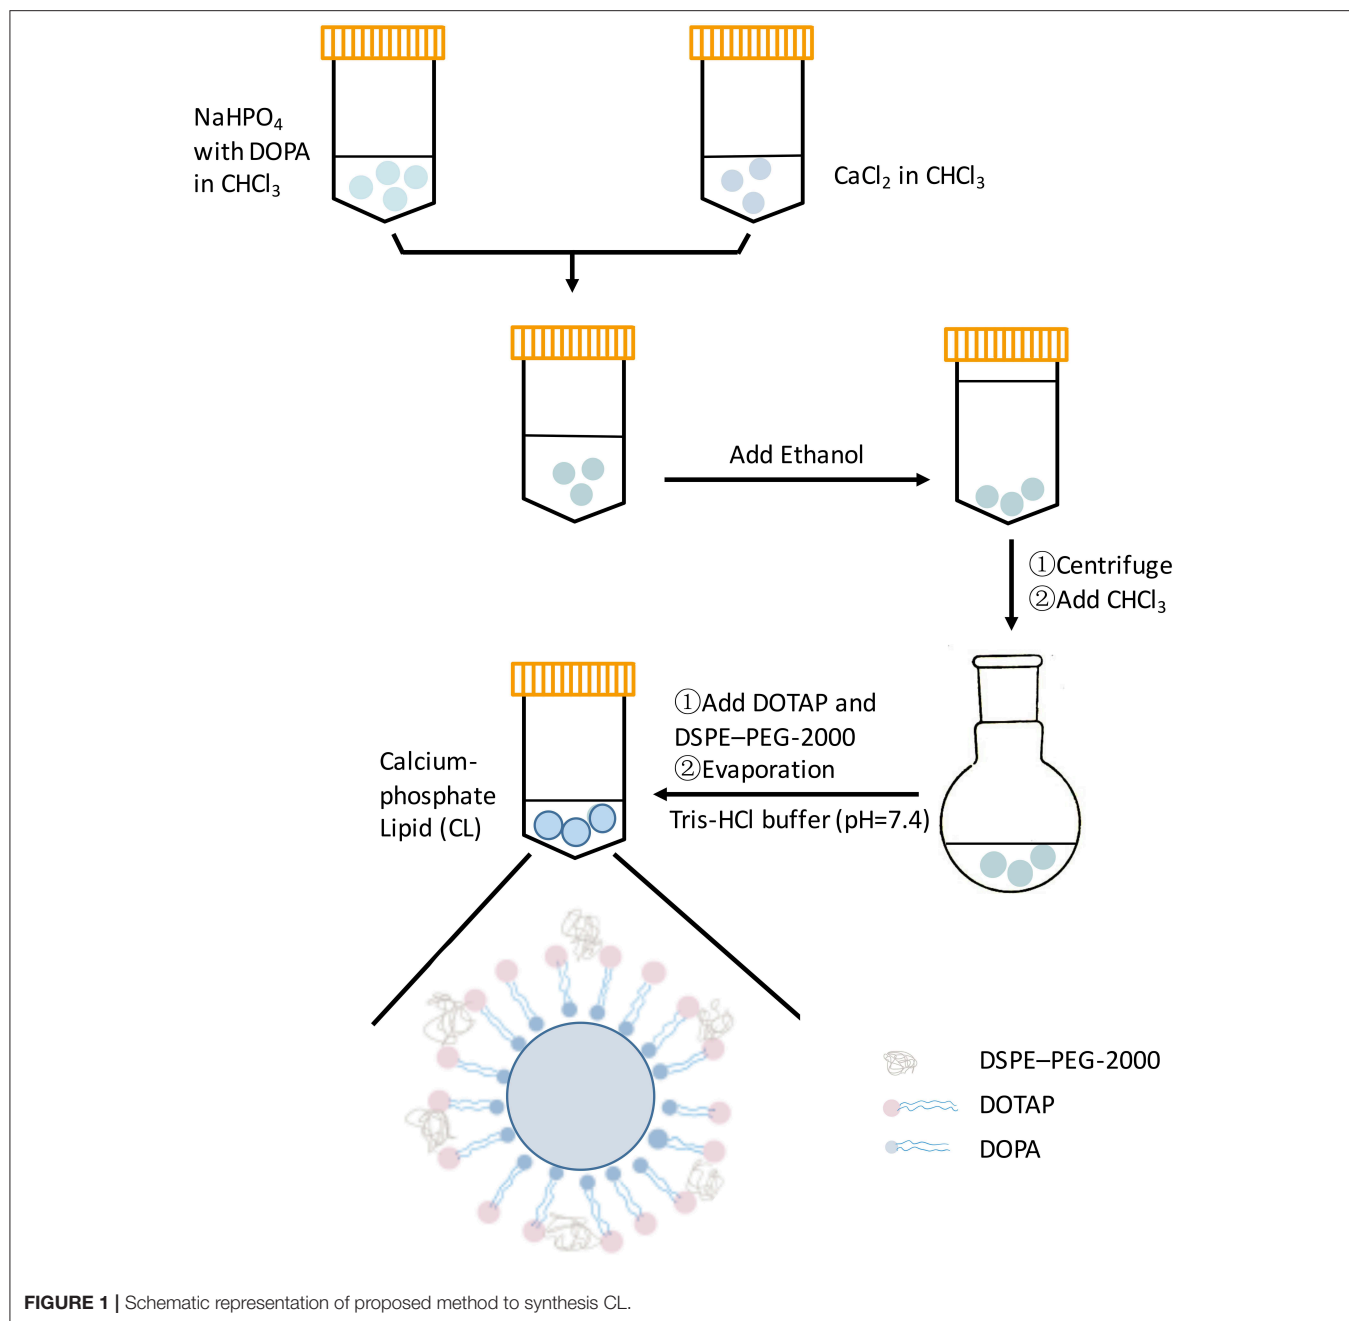 NaHPO₄
with DOPA
in CHCl₃
CaCl₂ in CHCl₃
Add Ethanol
①Centrifuge
②Add CHCl₃
①Add DOTAP and
DSPE–PEG-2000
②Evaporation
Tris-HCl buffer (pH=7.4)
Calcium-
phosphate
Lipid (CL)
DSPE–PEG-2000
DOTAP
DOPA
FIGURE 1 | Schematic representation of proposed method to synthesis CL.